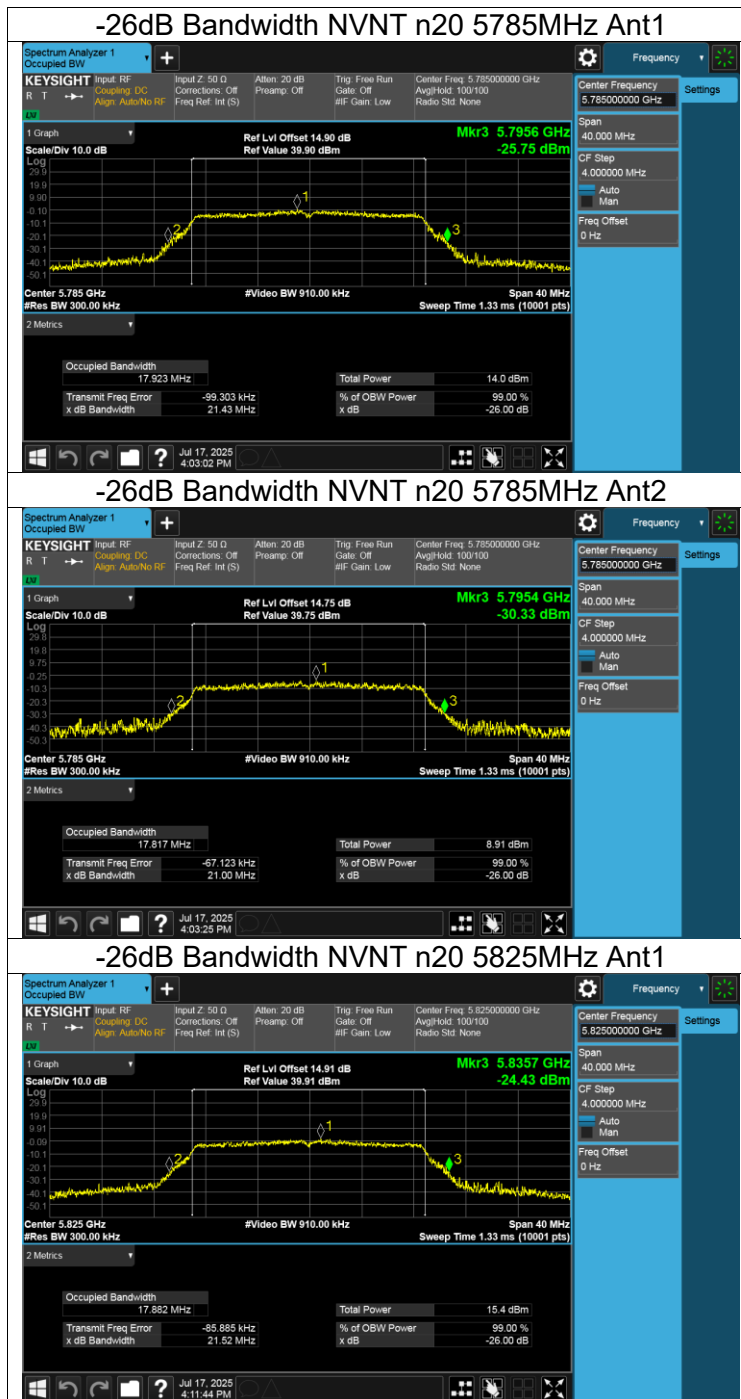 -26dB Bandwidth NVNT n20 5785MHz Ant1
Spectrum Analyzer 1
Occupied BW
Frequency
KEYSIGHT Input: RF Input Z: 50 Ω Atten: 20 dB Trig: Free Run Center Freq: 5.785000000 GHz
R T Coupling: DC Corrections: Off Preamp: Off Gate: Off Avg|Hold: 100/100
Align: Auto/No RF Freq Ref: Int (S) #IF Gain: Low Radio Std: None
LXI
Center Frequency
5.785000000 GHz
Settings
Span
40.000 MHz
CF Step
4.000000 MHz
Auto
Man
Freq Offset
0 Hz
1 Graph
Ref Lvl Offset 14.90 dB
Mkr3 5.7956 GHz
Scale/Div 10.0 dB
Ref Value 39.90 dBm
-25.75 dBm
Log
29.9
19.9
9.90
-0.10
-10.1
-20.1
-30.1
-40.1
-50.1
1
2
3
Center 5.785 GHz #Video BW 910.00 kHz Span 40 MHz
#Res BW 300.00 kHz Sweep Time 1.33 ms (10001 pts)
2 Metrics
Occupied Bandwidth
17.923 MHz Total Power 14.0 dBm
Transmit Freq Error -99.303 kHz % of OBW Power 99.00 %
x dB Bandwidth 21.43 MHz x dB -26.00 dB
?
Jul 17, 2025
4:03:02 PM
-26dB Bandwidth NVNT n20 5785MHz Ant2
Spectrum Analyzer 1
Occupied BW
Frequency
KEYSIGHT Input: RF Input Z: 50 Ω Atten: 20 dB Trig: Free Run Center Freq: 5.785000000 GHz
R T Coupling: DC Corrections: Off Preamp: Off Gate: Off Avg|Hold: 100/100
Align: Auto/No RF Freq Ref: Int (S) #IF Gain: Low Radio Std: None
LXI
Center Frequency
5.785000000 GHz
Settings
Span
40.000 MHz
CF Step
4.000000 MHz
Auto
Man
Freq Offset
0 Hz
1 Graph
Ref Lvl Offset 14.75 dB
Mkr3 5.7954 GHz
Scale/Div 10.0 dB
Ref Value 39.75 dBm
-30.33 dBm
Log
29.8
19.8
9.75
-0.25
-10.3
-20.3
-30.3
-40.3
-50.3
1
2
3
Center 5.785 GHz #Video BW 910.00 kHz Span 40 MHz
#Res BW 300.00 kHz Sweep Time 1.33 ms (10001 pts)
2 Metrics
Occupied Bandwidth
17.817 MHz Total Power 8.91 dBm
Transmit Freq Error -67.123 kHz % of OBW Power 99.00 %
x dB Bandwidth 21.00 MHz x dB -26.00 dB
?
Jul 17, 2025
4:03:25 PM
-26dB Bandwidth NVNT n20 5825MHz Ant1
Spectrum Analyzer 1
Occupied BW
Frequency
KEYSIGHT Input: RF Input Z: 50 Ω Atten: 20 dB Trig: Free Run Center Freq: 5.825000000 GHz
R T Coupling: DC Corrections: Off Preamp: Off Gate: Off Avg|Hold: 100/100
Align: Auto/No RF Freq Ref: Int (S) #IF Gain: Low Radio Std: None
LXI
Center Frequency
5.825000000 GHz
Settings
Span
40.000 MHz
CF Step
4.000000 MHz
Auto
Man
Freq Offset
0 Hz
1 Graph
Ref Lvl Offset 14.91 dB
Mkr3 5.8357 GHz
Scale/Div 10.0 dB
Ref Value 39.91 dBm
-24.43 dBm
Log
29.9
19.9
9.91
-0.09
-10.1
-20.1
-30.1
-40.1
-50.1
1
2
3
Center 5.825 GHz #Video BW 910.00 kHz Span 40 MHz
#Res BW 300.00 kHz Sweep Time 1.33 ms (10001 pts)
2 Metrics
Occupied Bandwidth
17.882 MHz Total Power 15.4 dBm
Transmit Freq Error -85.885 kHz % of OBW Power 99.00 %
x dB Bandwidth 21.52 MHz x dB -26.00 dB
?
Jul 17, 2025
4:11:44 PM